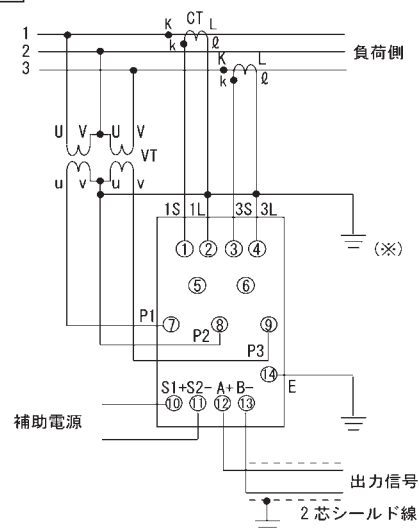 K CT L
1
k ℓ
2
K L
負荷側
3
k ℓ
U V U V
VT
u v u v
1S 1L 3S 3L
① ② ③ ④
(※)
⑤ ⑥
P1 ⑦ ⑧ ⑨
P2
P3
⑭ E
S1+ S2- A+ B-
⑩ ⑪ ⑫ ⑬
補助電源
出力信号
2芯シールド線